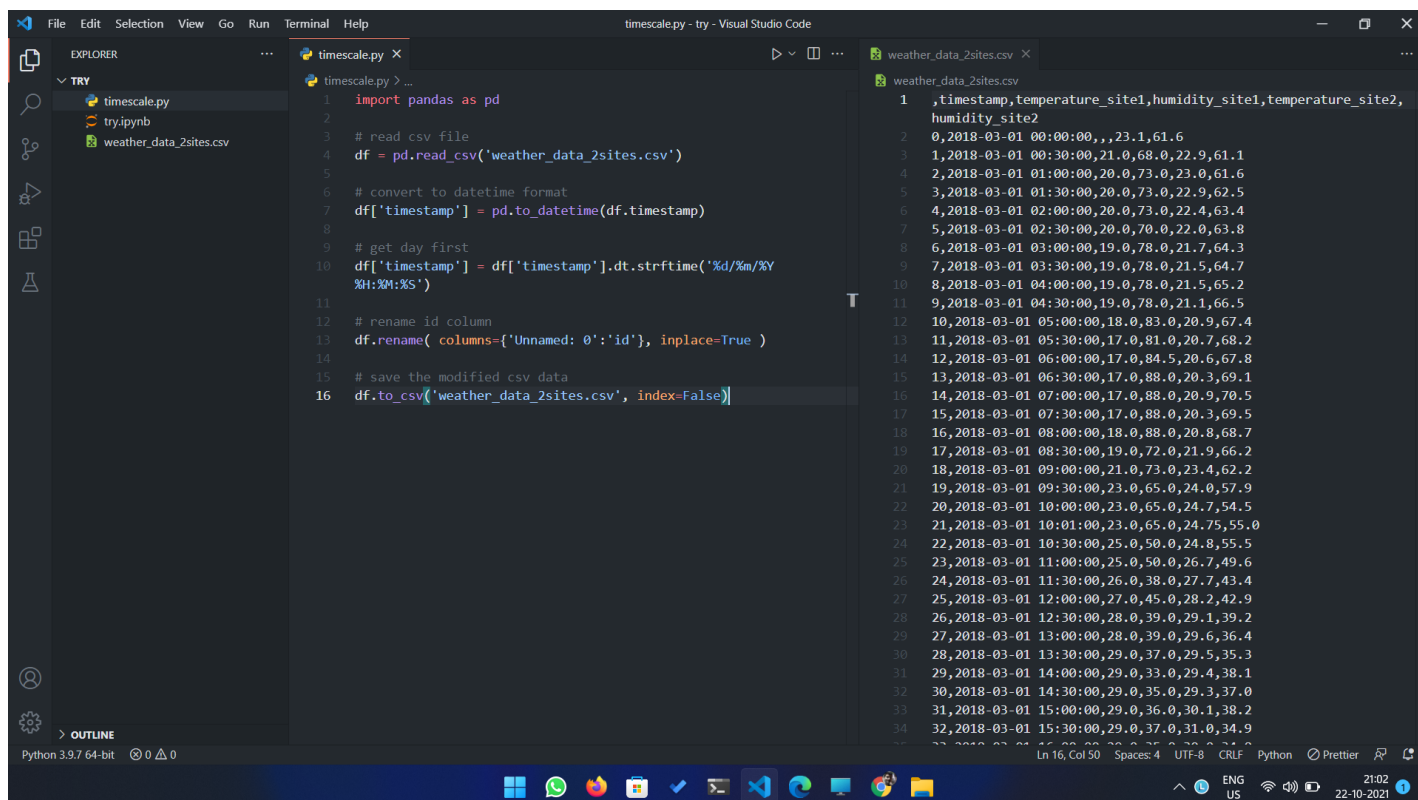 File Edit Selection View Go Run Terminal Help
timescale.py - try - Visual Studio Code
EXPLORER
TRY
timescale.py
try.ipynb
weather_data_2sites.csv
OUTLINE
timescale.py
timescale.py > ...
1 import pandas as pd
2
3 # read csv file
4 df = pd.read_csv('weather_data_2sites.csv')
5
6 # convert to datetime format
7 df['timestamp'] = pd.to_datetime(df.timestamp)
8
9 # get day first
10 df['timestamp'] = df['timestamp'].dt.strftime('%d/%m/%Y
%H:%M:%S')
11
12 # rename id column
13 df.rename( columns={'Unnamed: 0':'id'}, inplace=True )
14
15 # save the modified csv data
16 df.to_csv('weather_data_2sites.csv', index=False)
T
weather_data_2sites.csv
weather_data_2sites.csv
1 ,timestamp,temperature_site1,humidity_site1,temperature_site2,
humidity_site2
2 0,2018-03-01 00:00:00,,,23.1,61.6
3 1,2018-03-01 00:30:00,21.0,68.0,22.9,61.1
4 2,2018-03-01 01:00:00,20.0,73.0,23.0,61.6
5 3,2018-03-01 01:30:00,20.0,73.0,22.9,62.5
6 4,2018-03-01 02:00:00,20.0,73.0,22.4,63.4
7 5,2018-03-01 02:30:00,20.0,70.0,22.0,63.8
8 6,2018-03-01 03:00:00,19.0,78.0,21.7,64.3
9 7,2018-03-01 03:30:00,19.0,78.0,21.5,64.7
10 8,2018-03-01 04:00:00,19.0,78.0,21.5,65.2
11 9,2018-03-01 04:30:00,19.0,78.0,21.1,66.5
12 10,2018-03-01 05:00:00,18.0,83.0,20.9,67.4
13 11,2018-03-01 05:30:00,17.0,81.0,20.7,68.2
14 12,2018-03-01 06:00:00,17.0,84.5,20.6,67.8
15 13,2018-03-01 06:30:00,17.0,88.0,20.3,69.1
16 14,2018-03-01 07:00:00,17.0,88.0,20.9,70.5
17 15,2018-03-01 07:30:00,17.0,88.0,20.3,69.5
18 16,2018-03-01 08:00:00,18.0,88.0,20.8,68.7
19 17,2018-03-01 08:30:00,19.0,72.0,21.9,66.2
20 18,2018-03-01 09:00:00,21.0,73.0,23.4,62.2
21 19,2018-03-01 09:30:00,23.0,65.0,24.0,57.9
22 20,2018-03-01 10:00:00,23.0,65.0,24.7,54.5
23 21,2018-03-01 10:01:00,23.0,65.0,24.75,55.0
24 22,2018-03-01 10:30:00,25.0,50.0,24.8,55.5
25 23,2018-03-01 11:00:00,25.0,50.0,26.7,49.6
26 24,2018-03-01 11:30:00,26.0,38.0,27.7,43.4
27 25,2018-03-01 12:00:00,27.0,45.0,28.2,42.9
28 26,2018-03-01 12:30:00,28.0,39.0,29.1,39.2
29 27,2018-03-01 13:00:00,28.0,39.0,29.6,36.4
30 28,2018-03-01 13:30:00,29.0,37.0,29.5,35.3
31 29,2018-03-01 14:00:00,29.0,33.0,29.4,38.1
32 30,2018-03-01 14:30:00,29.0,35.0,29.3,37.0
33 31,2018-03-01 15:00:00,29.0,36.0,30.1,38.2
34 32,2018-03-01 15:30:00,29.0,37.0,31.0,34.9
Python 3.9.7 64-bit 0 0
Ln 16, Col 50 Spaces: 4 UTF-8 CRLF Python Prettier
ENG
US
21:02
22-10-2021
1